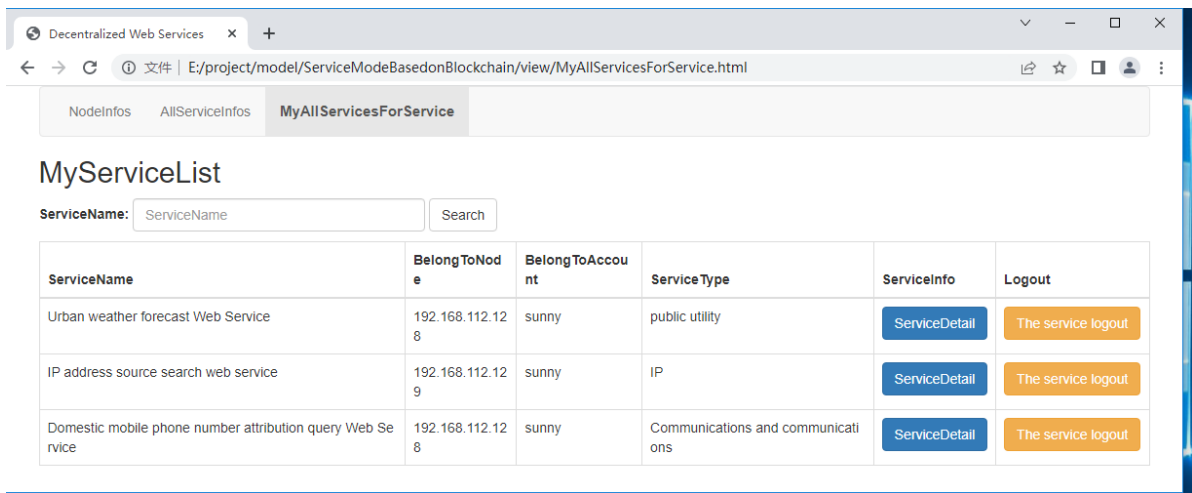 Decentralized Web Services
文件 E:/project/model/ServiceModeBasedonBlockchain/view/MyAllServicesForService.html
NodeInfos AllServiceInfos MyAllServicesForService
MyServiceList
ServiceName: ServiceName Search
ServiceName BelongToNod
e BelongToAccou
nt ServiceType ServiceInfo Logout
Urban weather forecast Web Service 192.168.112.12
8 sunny public utility ServiceDetail The service logout
IP address source search web service 192.168.112.12
9 sunny IP ServiceDetail The service logout
Domestic mobile phone number attribution query Web Se
rvice 192.168.112.12
8 sunny Communications and communicati
ons ServiceDetail The service logout